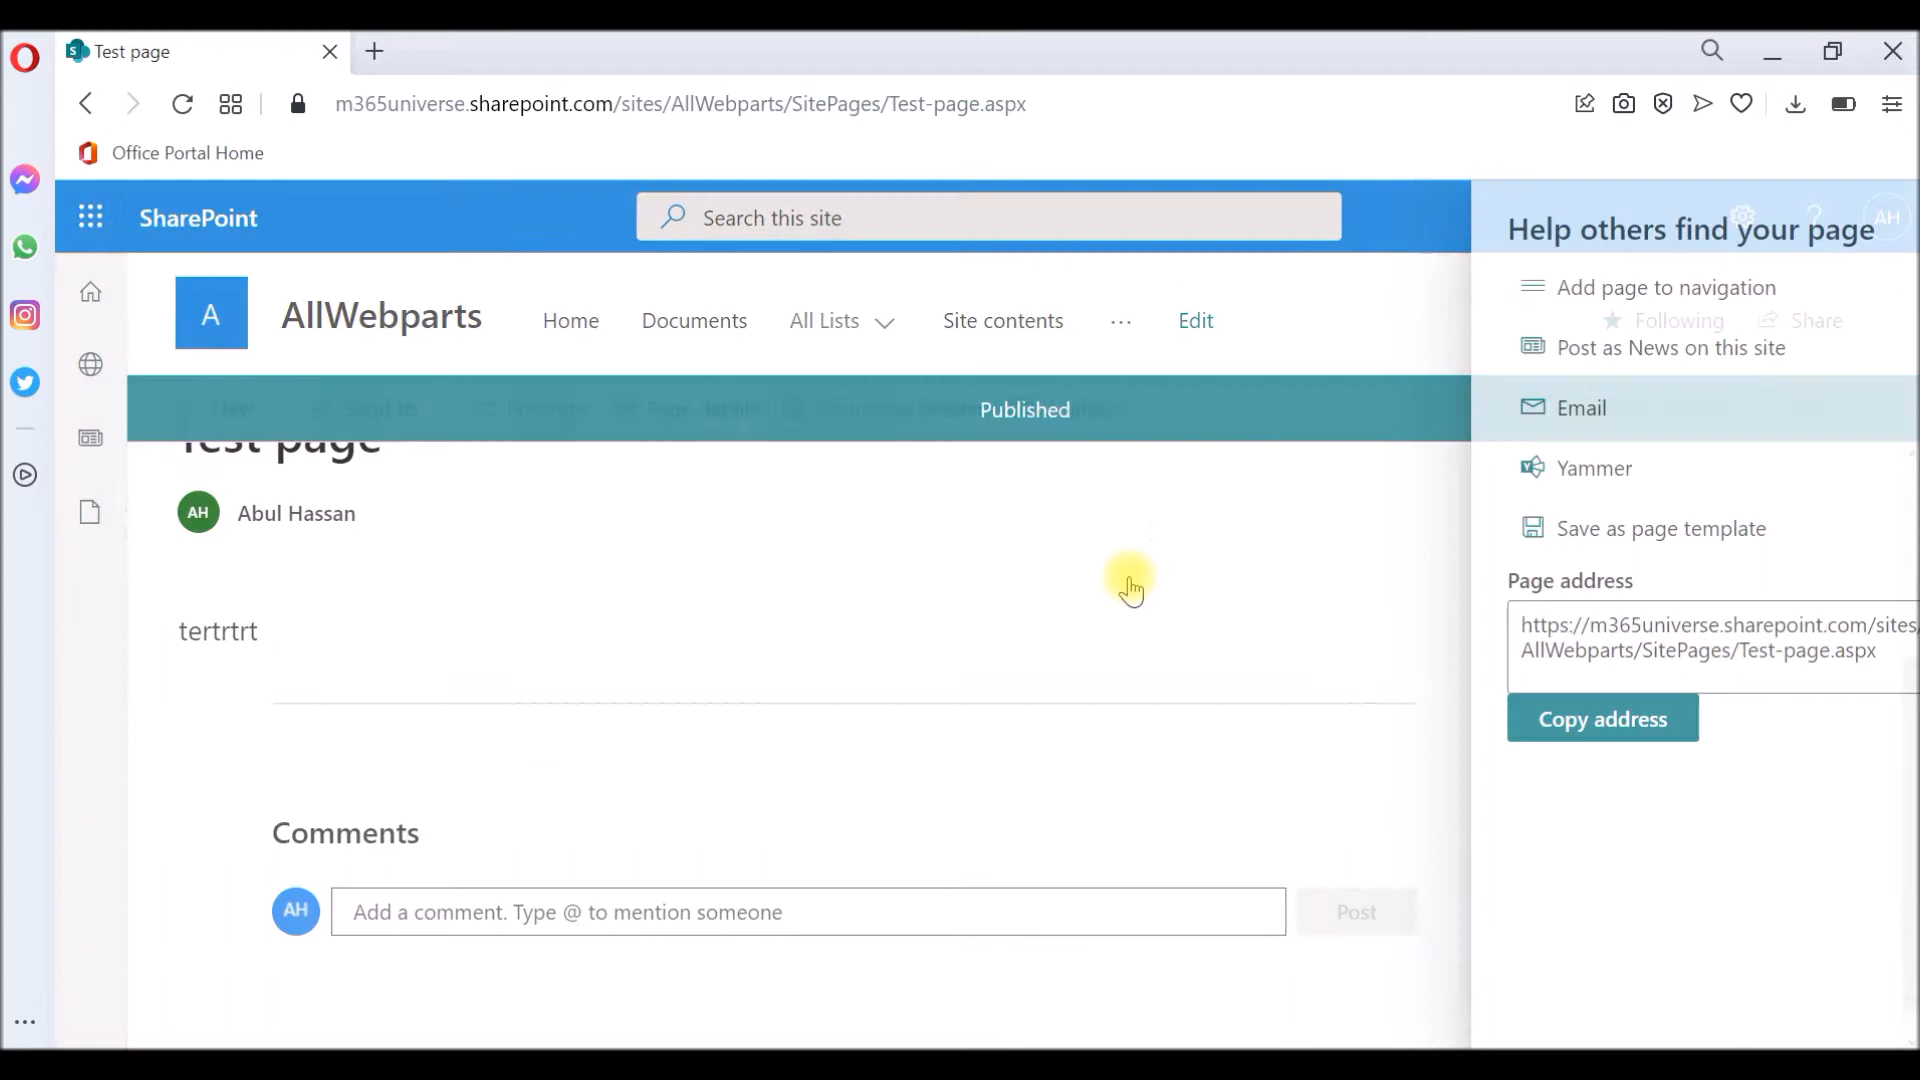 Test page
m365universe.sharepoint.com/sites/AllWebparts/SitePages/Test-page.aspx
Office Portal Home
SharePoint
Search this site
AH
Help others find your page
A
AllWebparts
Home
Documents
All Lists
Site contents
...
Edit
Add page to navigation
Following
Share
Post as News on this site
Published
Email
Test page
Yammer
AH
Abul Hassan
Save as page template
Page address
https://m365universe.sharepoint.com/sites/
AllWebparts/SitePages/Test-page.aspx
tertrtrt
Copy address
Comments
AH
Add a comment. Type @ to mention someone
Post